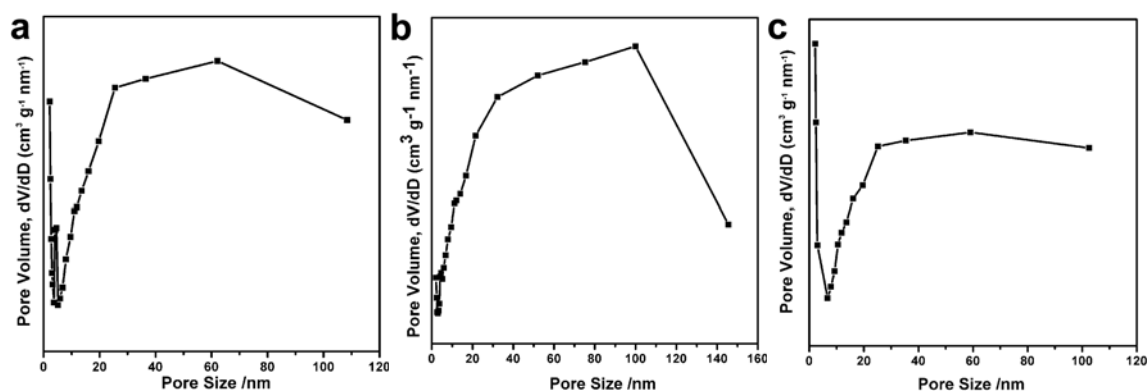 a
Pore Volume, dV/dD (cm³ g⁻¹ nm⁻¹)
0 20 40 60 80 100 120
Pore Size /nm
b
Pore Volume, dV/dD (cm³ g⁻¹ nm⁻¹)
0 20 40 60 80 100 120 140 160
Pore Size /nm
c
Pore Volume, dV/dD (cm³ g⁻¹ nm⁻¹)
0 20 40 60 80 100 120
Pore Size /nm